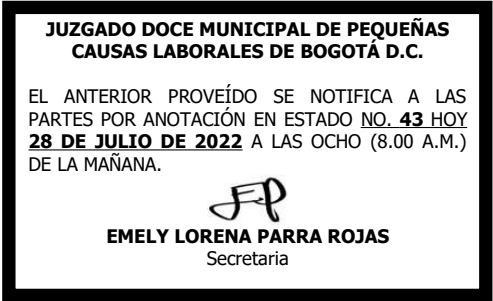 JUZGADO DOCE MUNICIPAL DE PEQUEÑAS
CAUSAS LABORALES DE BOGOTÁ D.C.
EL ANTERIOR PROVEÍDO SE NOTIFICA A LAS
PARTES POR ANOTACIÓN EN ESTADO NO. 43 HOY
28 DE JULIO DE 2022 A LAS OCHO (8.00 A.M.)
DE LA MAÑANA.
EMELY LORENA PARRA ROJAS
Secretaria